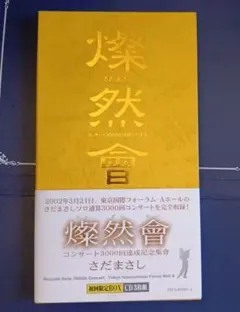 燦然會
2002年3月21日、東京国際フォーラム・Aホールの
さだまさしソロ通算3000回コンサートを完全収録!
燦然會
コンサート3000回達成記念集會
さだまさし
初回限定BOX CD3枚組